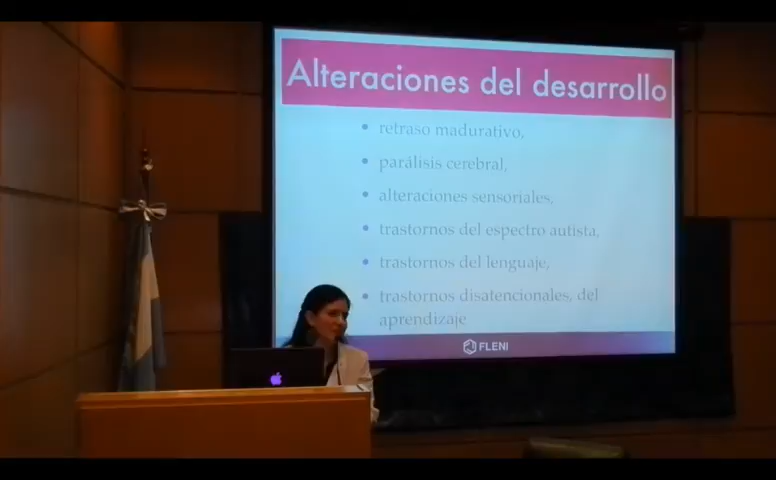 Alteraciones del desarrollo
• retraso madurativo,
• parálisis cerebral,
• alteraciones sensoriales,
• trastornos del espectro autista,
• trastornos del lenguaje,
• trastornos disatencionales, del
aprendizaje
FLENI